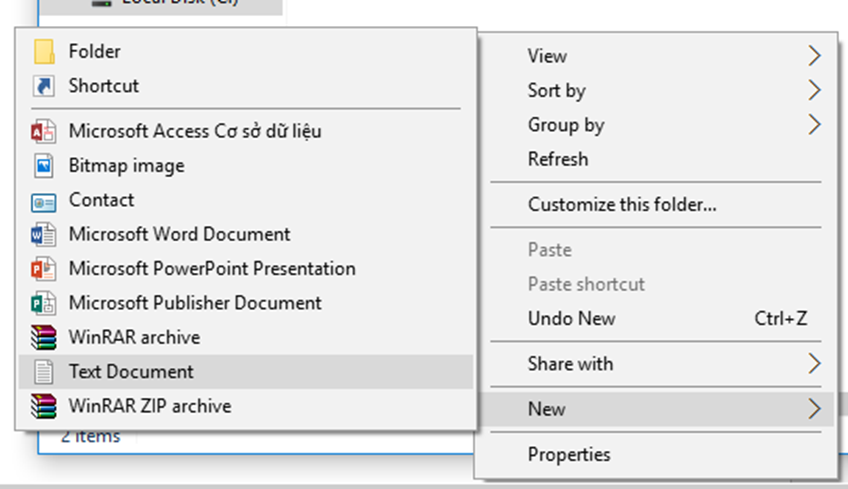 Local Disk (C:)
Folder
Shortcut
Microsoft Access Cơ sở dữ liệu
Bitmap image
Contact
Microsoft Word Document
Microsoft PowerPoint Presentation
Microsoft Publisher Document
WinRAR archive
Text Document
WinRAR ZIP archive
2 items
View
Sort by
Group by
Refresh
Customize this folder...
Paste
Paste shortcut
Undo New Ctrl+Z
Share with
New
Properties